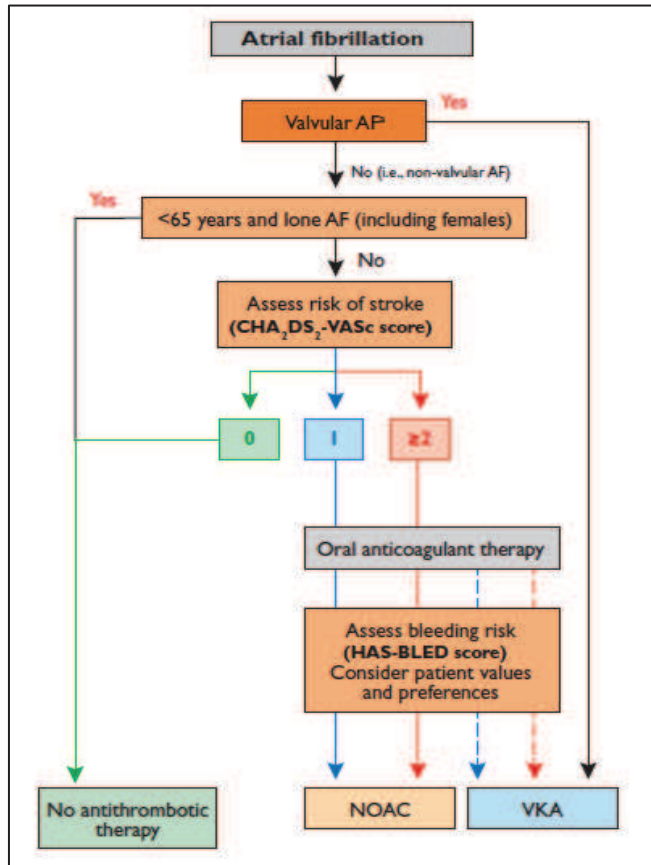 Atrial fibrillation
Yes
Valvular AFᵃ
No (i.e., non-valvular AF)
Yes
<65 years and lone AF (including females)
No
Assess risk of stroke
(CHA₂DS₂-VASc score)
0
1
≥2
Oral anticoagulant therapy
Assess bleeding risk
(HAS-BLED score)
Consider patient values
and preferences
No antithrombotic
therapy
NOAC
VKA